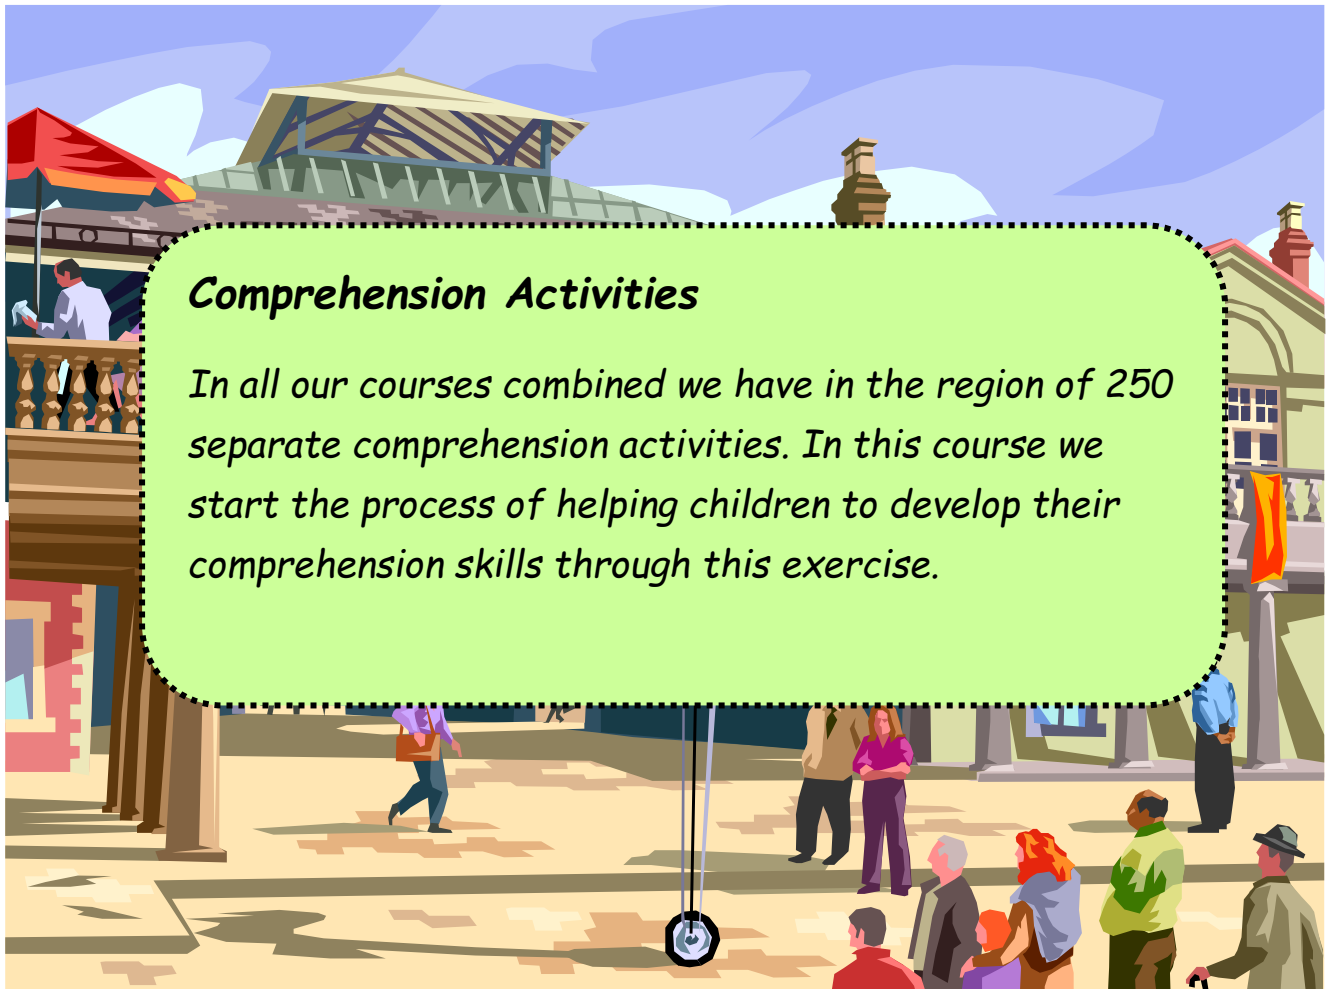 Comprehension Activities
In all our courses combined we have in the region of 250
separate comprehension activities. In this course we
start the process of helping children to develop their
comprehension skills through this exercise.